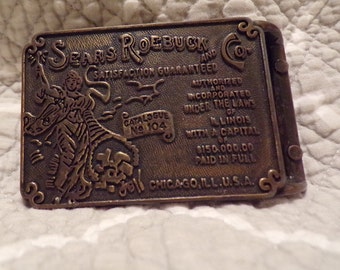 SEARS ROEBUCK AND CO.
SATISFACTION GUARANTEED
AUTHORIZED
AND
INCORPORATED
UNDER THE LAWS
OF
ILLINOIS
WITH A CAPITAL
$150,000.00
PAID IN FULL
CATALOGUE
No. 104
CHICAGO, ILL. U.S.A.